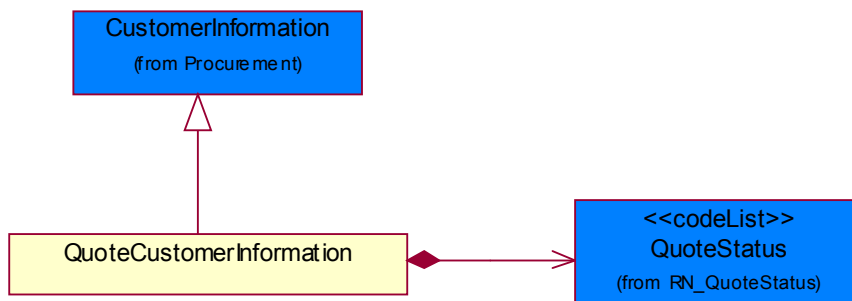 CustomerInformation
(from Procurement)
QuoteCustomerInformation
<<codeList>>
QuoteStatus
(from RN_QuoteStatus)